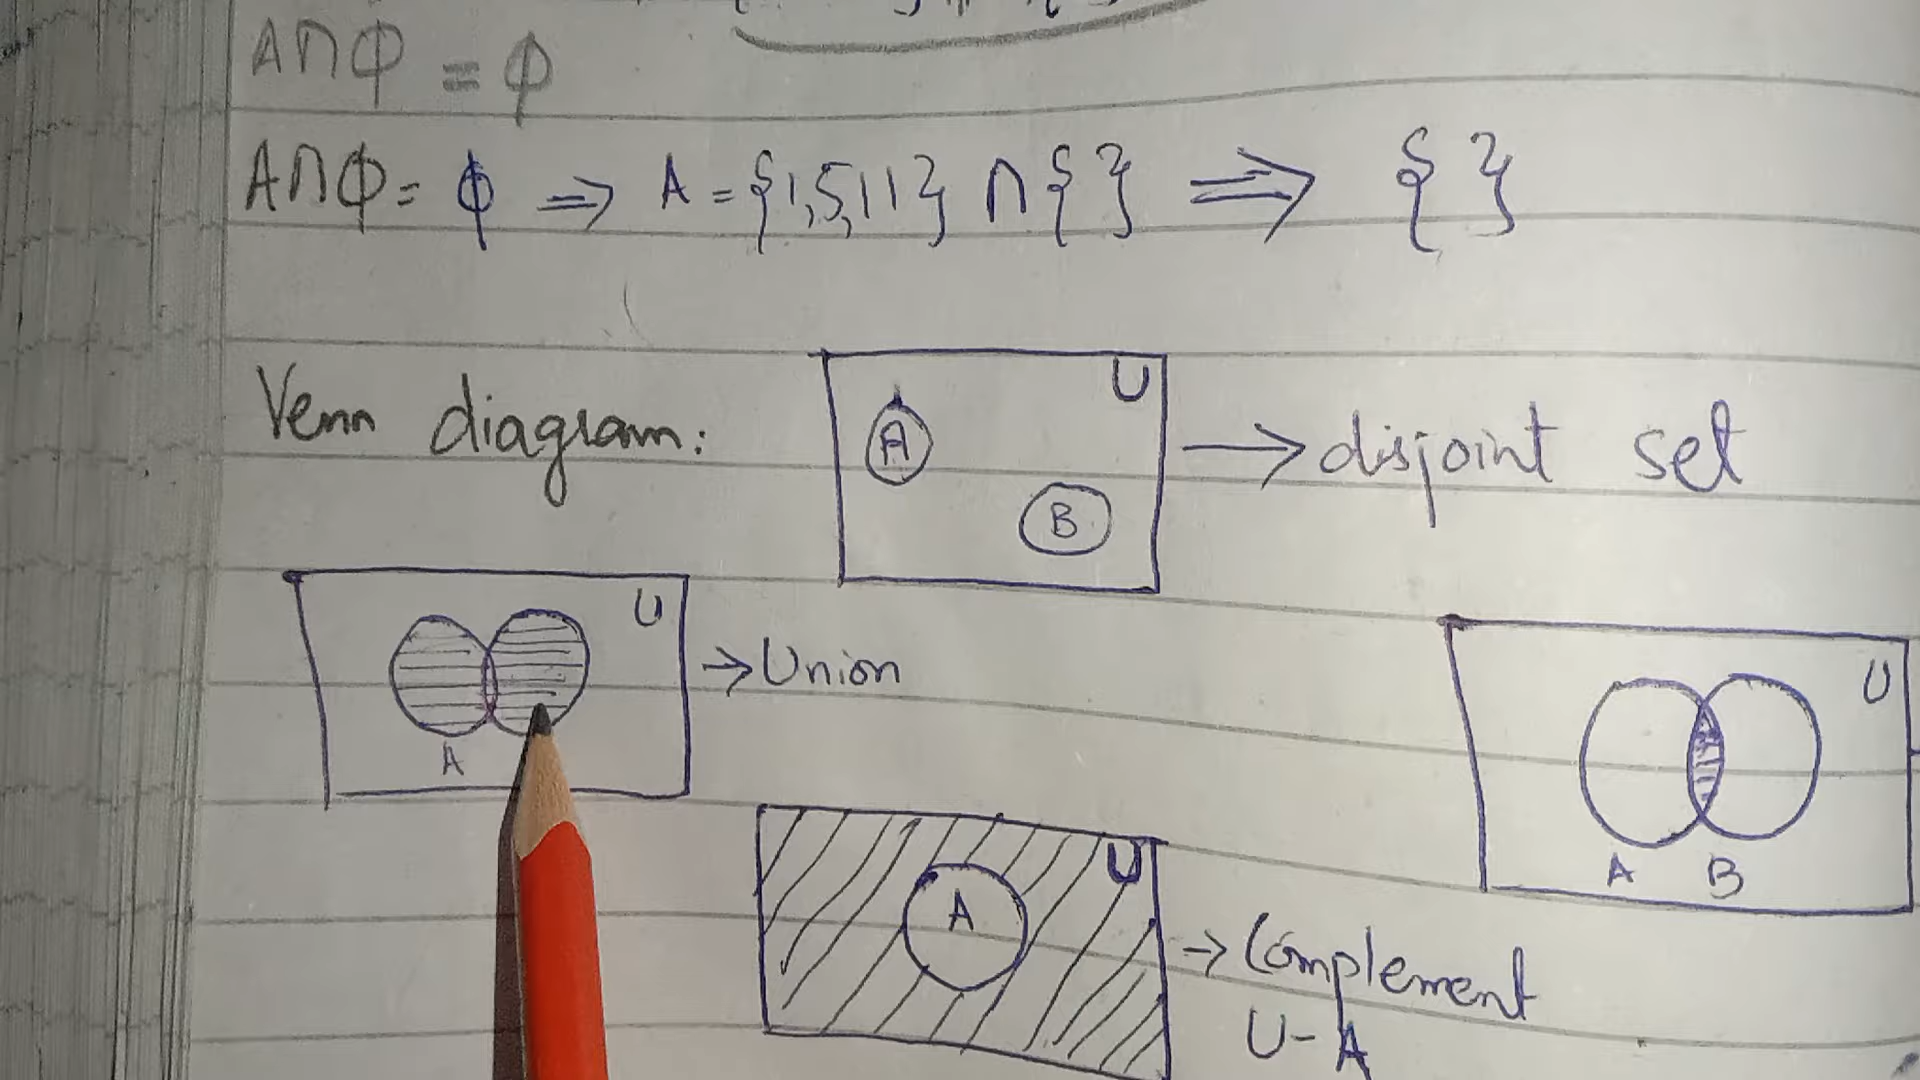 A∩Φ = Φ
A∩Φ = Φ ⇒ A = {1,5,11} ∩ { } ⇒ { }
Venn diagram:
U
A
B
→ disjoint set
U
A
→ Union
U
A B
U
A
→ Complement
U - A